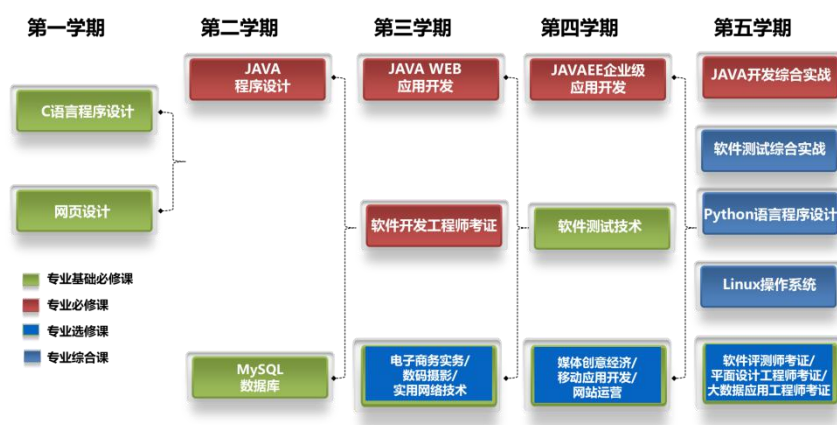 第一学期
第二学期
第三学期
第四学期
第五学期
C语言程序设计
网页设计
JAVA
程序设计
MySQL
数据库
JAVA WEB
应用开发
软件开发工程师考证
电子商务实务/
数码摄影/
实用网络技术
JAVAEE企业级
应用开发
软件测试技术
媒体创意经济/
移动应用开发/
网站运营
JAVA开发综合实战
软件测试综合实战
Python语言程序设计
Linux操作系统
软件评测师考证/
平面设计工程师考证/
大数据应用工程师考证
专业基础必修课
专业必修课
专业选修课
专业综合课